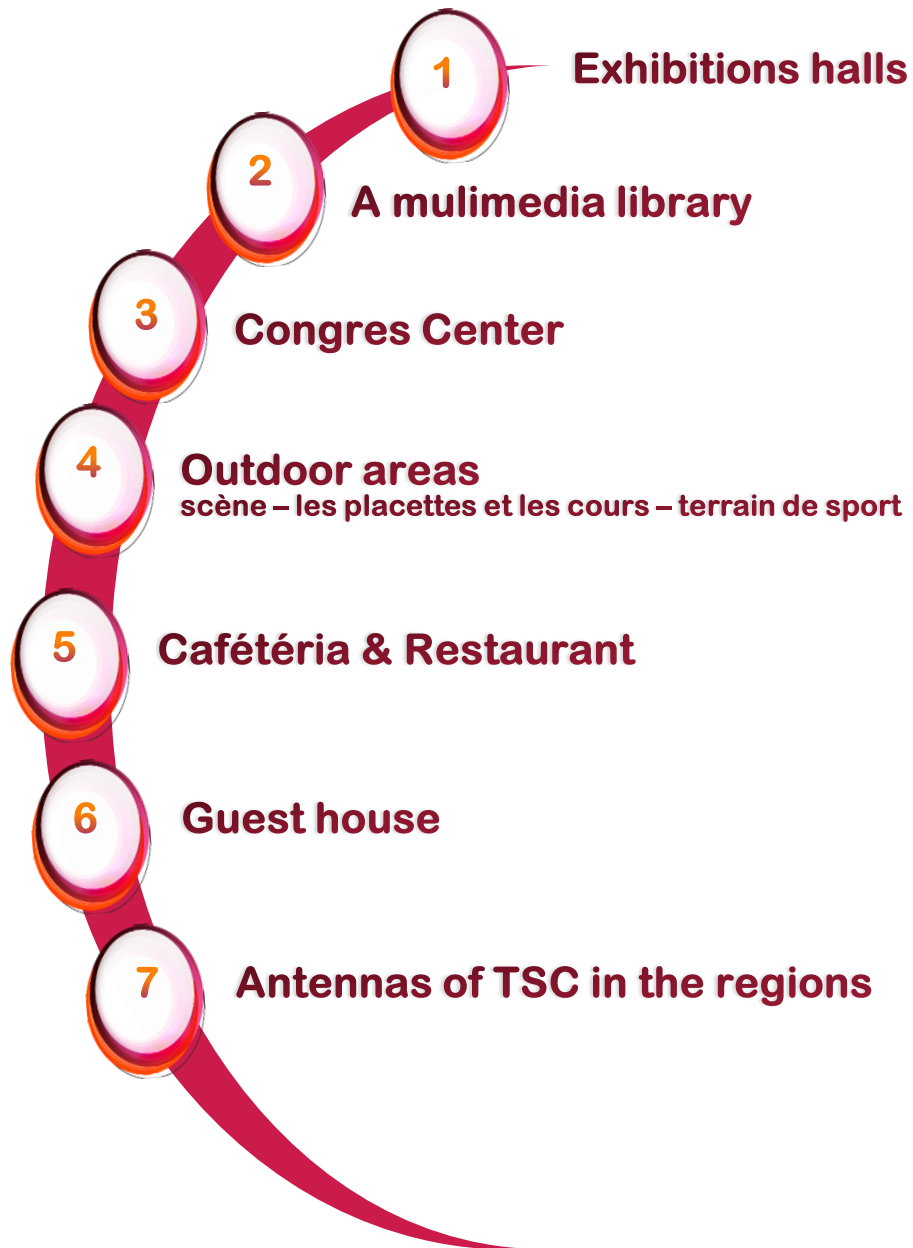 1
Exhibitions halls
2
A mulimedia library
3
Congres Center
4
Outdoor areas
scène – les placettes et les cours – terrain de sport
5
Cafétéria & Restaurant
6
Guest house
7
Antennas of TSC in the regions